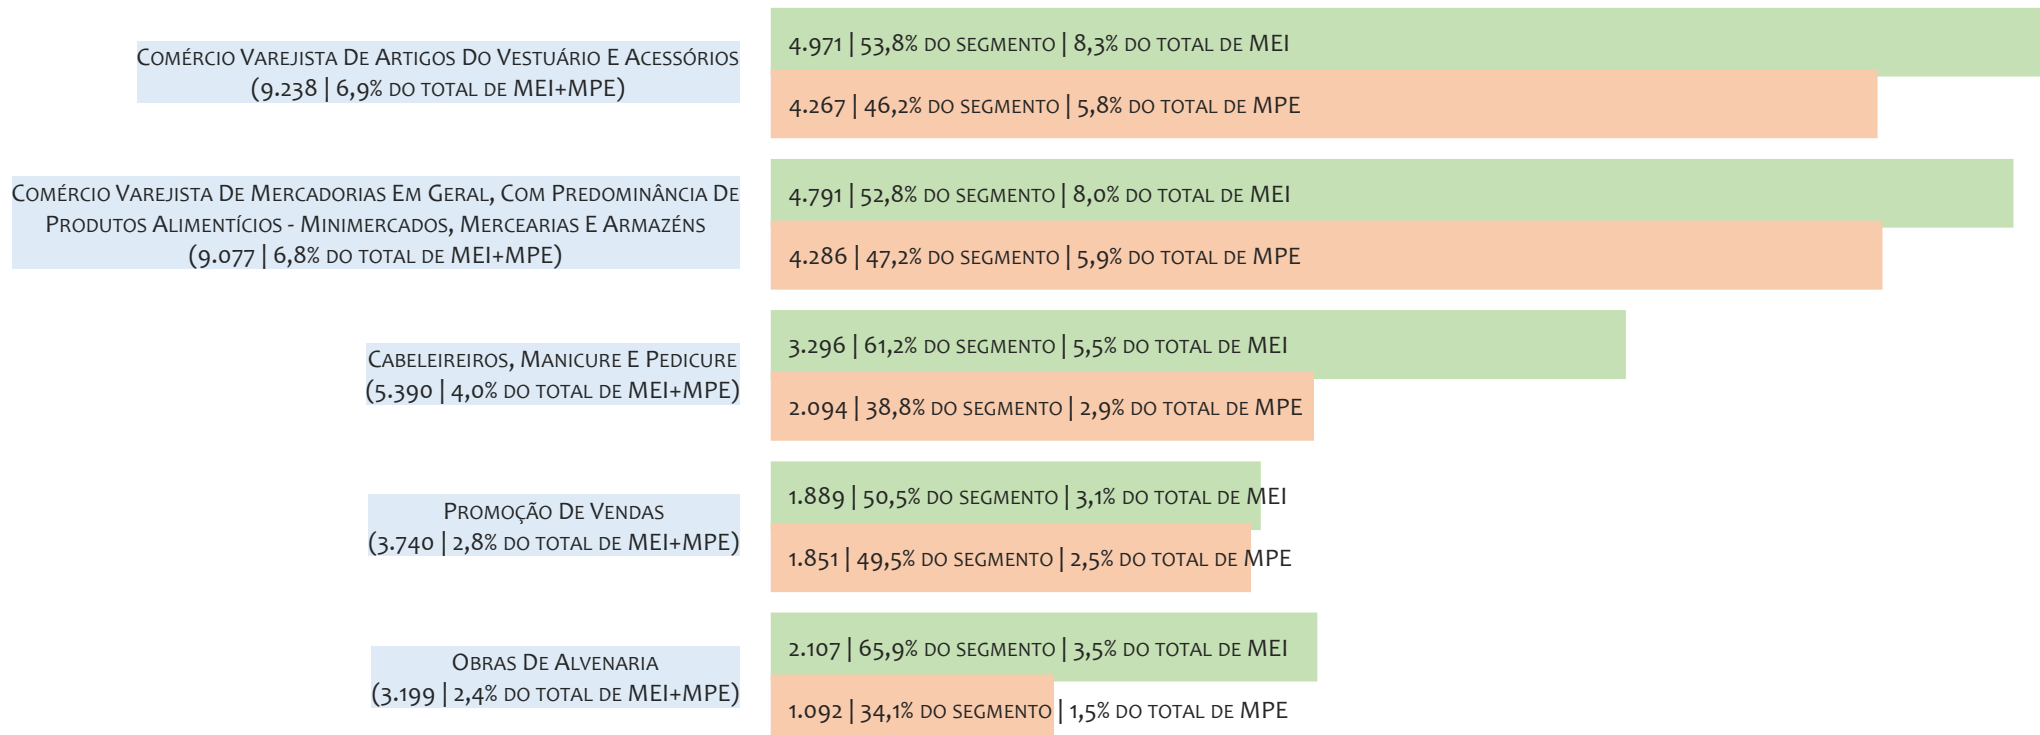 Comércio Varejista De Artigos Do Vestuário E Acessórios
(9.238 | 6,9% do total de MEI+MPE)
4.971 | 53,8% do segmento | 8,3% do total de MEI
4.267 | 46,2% do segmento | 5,8% do total de MPE
Comércio Varejista De Mercadorias Em Geral, Com Predominância De
Produtos Alimentícios - Minimercados, Mercearias E Armazéns
(9.077 | 6,8% do total de MEI+MPE)
4.791 | 52,8% do segmento | 8,0% do total de MEI
4.286 | 47,2% do segmento | 5,9% do total de MPE
Cabeleireiros, Manicure E Pedicure
(5.390 | 4,0% do total de MEI+MPE)
3.296 | 61,2% do segmento | 5,5% do total de MEI
2.094 | 38,8% do segmento | 2,9% do total de MPE
Promoção De Vendas
(3.740 | 2,8% do total de MEI+MPE)
1.889 | 50,5% do segmento | 3,1% do total de MEI
1.851 | 49,5% do segmento | 2,5% do total de MPE
Obras De Alvenaria
(3.199 | 2,4% do total de MEI+MPE)
2.107 | 65,9% do segmento | 3,5% do total de MEI
1.092 | 34,1% do segmento | 1,5% do total de MPE